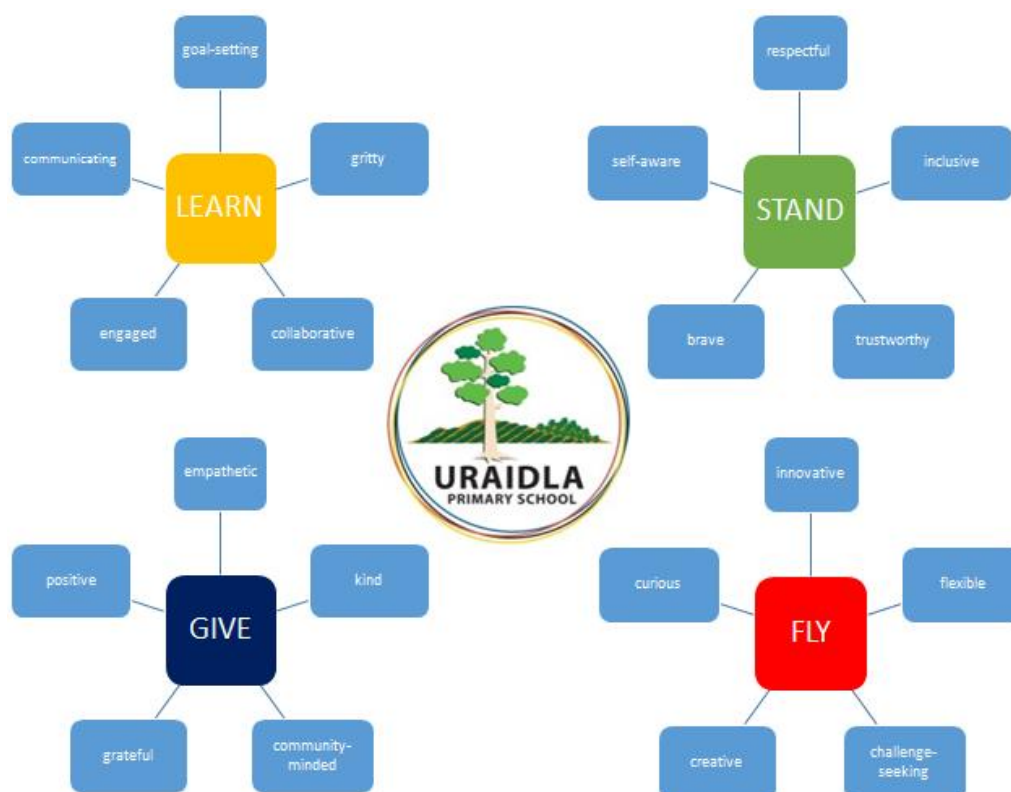 goal-setting
communicating
gritty
LEARN
engaged
collaborative
respectful
self-aware
inclusive
STAND
brave
trustworthy
URAIDLA
PRIMARY SCHOOL
empathetic
positive
kind
GIVE
grateful
community-
minded
innovative
curious
flexible
FLY
creative
challenge-
seeking